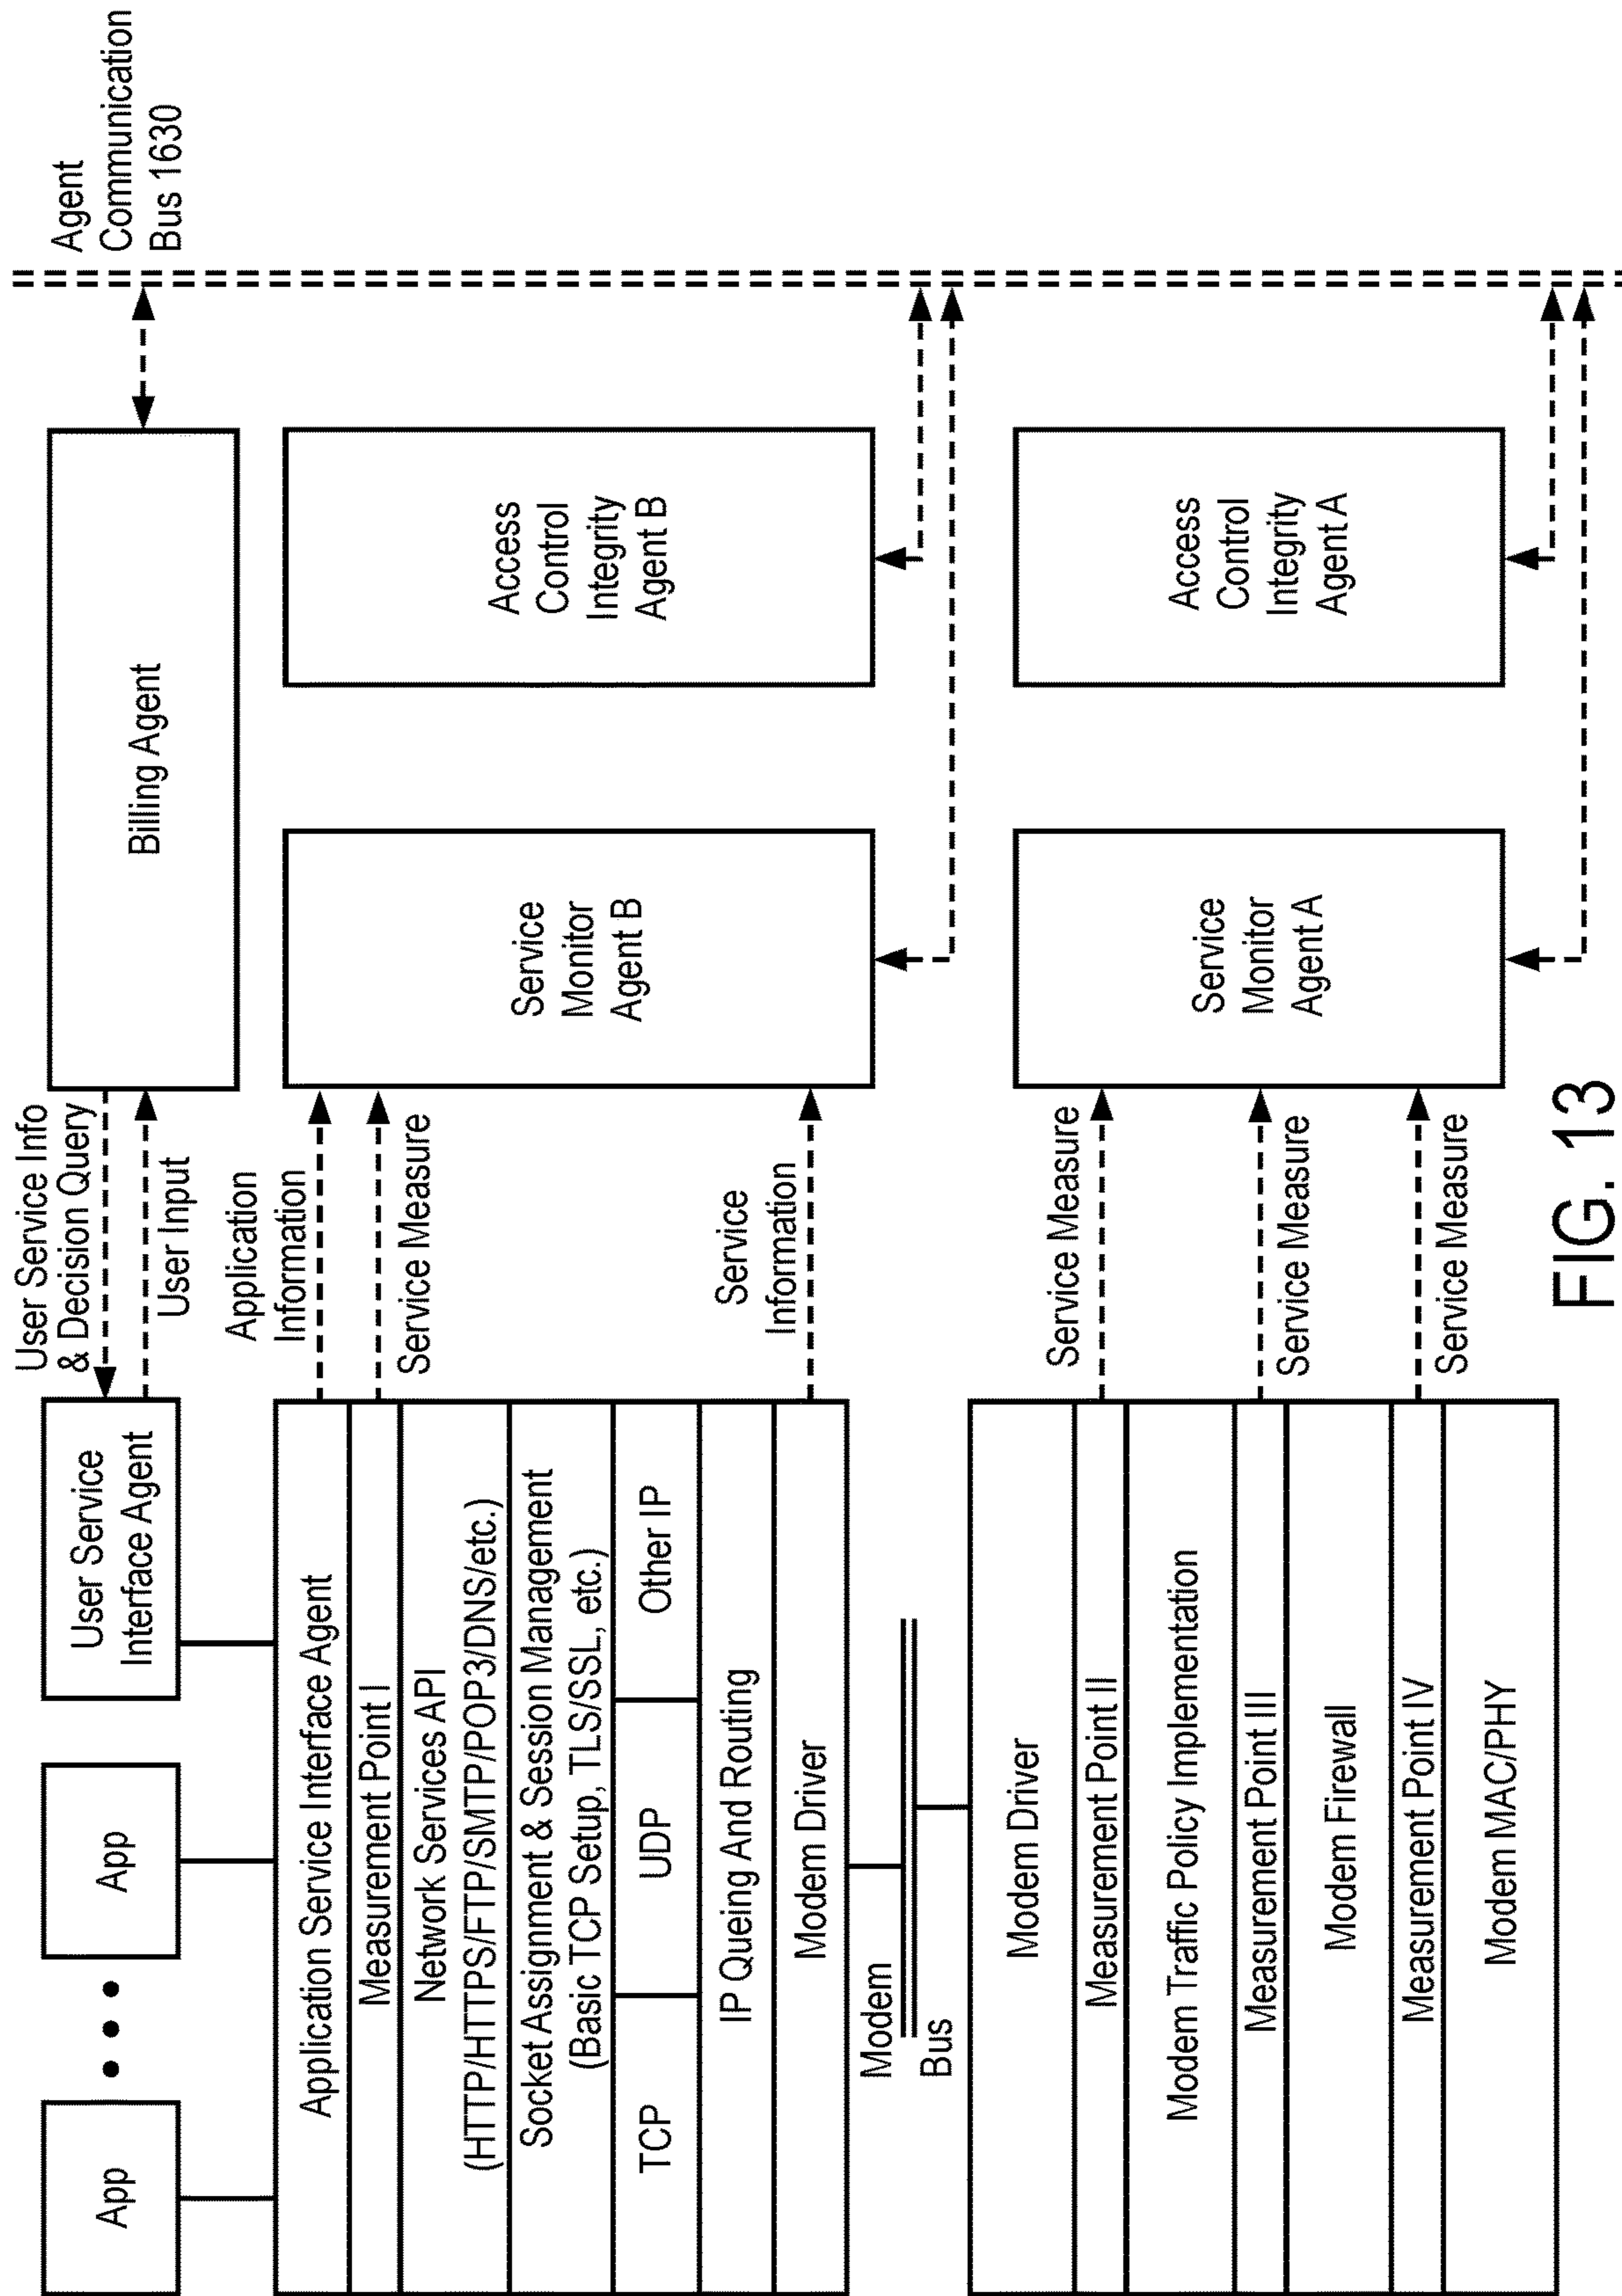 App
App
User Service
Interface Agent
User Service Info
& Decision Query
User Input
Billing Agent
Agent
Communication
Bus 1630
Application Service Interface Agent
Measurement Point I
Network Services API
(HTTP/HTTPS/FTP/SMTP/POP3/DNS/etc.)
Socket Assignment & Session Management
(Basic TCP Setup, TLS/SSL, etc.)
TCP
UDP
Other IP
IP Queing And Routing
Modem Driver
Application
Information
Service Measure
Service
Information
Service
Monitor
Agent B
Access
Control
Integrity
Agent B
Modem
Bus
Modem Driver
Measurement Point II
Modem Traffic Policy Implementation
Measurement Point III
Modem Firewall
Measurement Point IV
Modem MAC/PHY
Service Measure
Service Measure
Service Measure
Service
Monitor
Agent A
Access
Control
Integrity
Agent A
FIG. 13